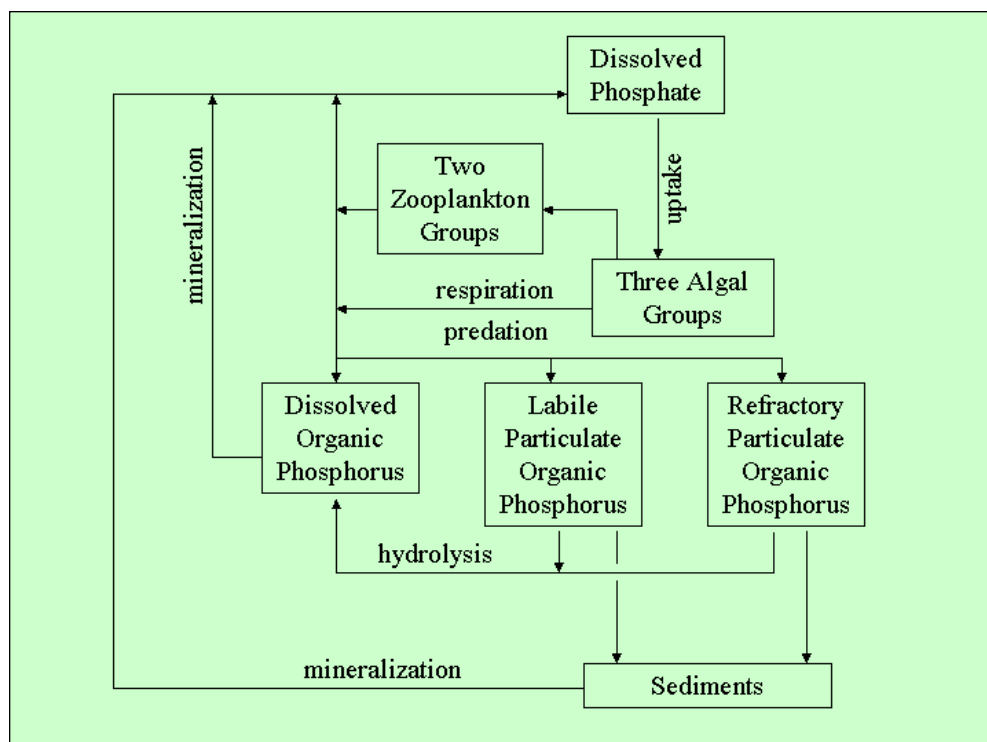 Dissolved
Phosphate
Two
Zooplankton
Groups
uptake
mineralization
Three Algal
Groups
respiration
predation
Dissolved
Organic
Phosphorus
Labile
Particulate
Organic
Phosphorus
Refractory
Particulate
Organic
Phosphorus
hydrolysis
mineralization
Sediments